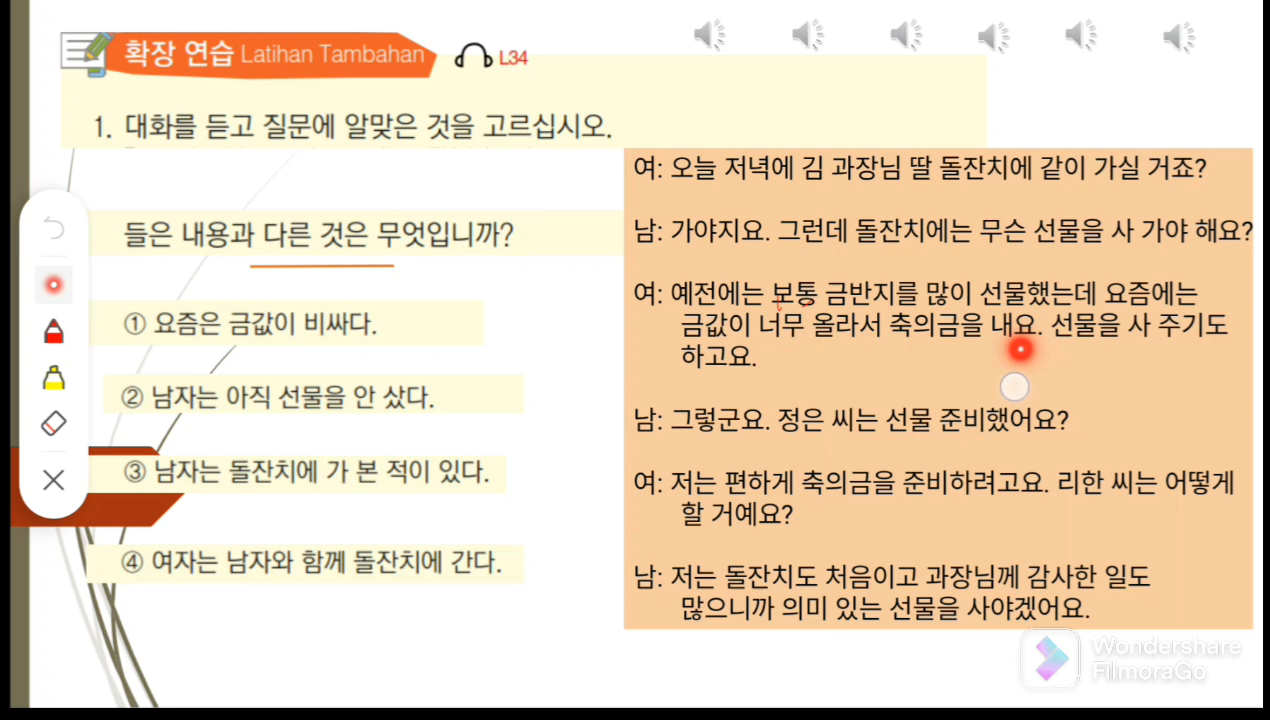 확장 연습 Latihan Tambahan
L34
1. 대화를 듣고 질문에 알맞은 것을 고르십시오.
들은 내용과 다른 것은 무엇입니까?
① 요즘은 금값이 비싸다.
② 남자는 아직 선물을 안 샀다.
③ 남자는 돌잔치에 가 본 적이 있다.
④ 여자는 남자와 함께 돌잔치에 간다.
여: 오늘 저녁에 김 과장님 딸 돌잔치에 같이 가실 거죠?
남: 가야지요. 그런데 돌잔치에는 무슨 선물을 사 가야 해요?
여: 예전에는 보통 금반지를 많이 선물했는데 요즘에는
금값이 너무 올라서 축의금을 내요. 선물을 사 주기도
하고요.
남: 그렇군요. 정은 씨는 선물 준비했어요?
여: 저는 편하게 축의금을 준비하려고요. 리한 씨는 어떻게
할 거예요?
남: 저는 돌잔치도 처음이고 과장님께 감사한 일도
많으니까 의미 있는 선물을 사야겠어요.
Wondershare
FilmoraGo